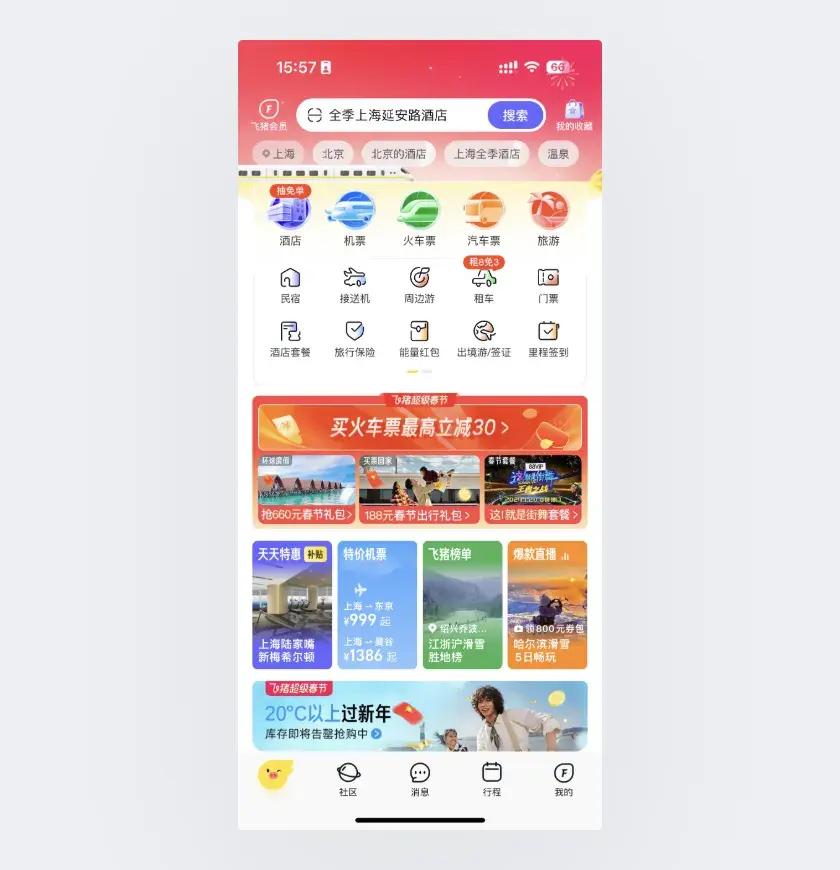 15:57
66
飞猪会员
全季上海延安路酒店
搜索
我的收藏
上海
北京
北京的酒店
上海全季酒店
温泉
抽免单
酒店
机票
火车票
汽车票
旅游
租8免3
民宿
接送机
周边游
租车
门票
酒店套餐
旅行保险
能量红包
出境游/签证
里程签到
飞猪超级春节
买火车票最高立减30 >
环球度假
买票回家
春节套餐
88VIP
抢660元春节礼包 >
188元春节出行礼包 >
这!就是街舞套餐 >
天天特惠 补贴
特价机票
飞猪榜单
爆款直播
上海 - 东京
¥999 起
上海 - 曼谷
¥1386 起
上海陆家嘴
新梅希尔顿
绍兴乔波...
江浙沪滑雪
胜地榜
领800元券包
哈尔滨滑雪
5日畅玩
飞猪超级春节
20°C以上过新年
库存即将告罄抢购中
社区
消息
行程
我的